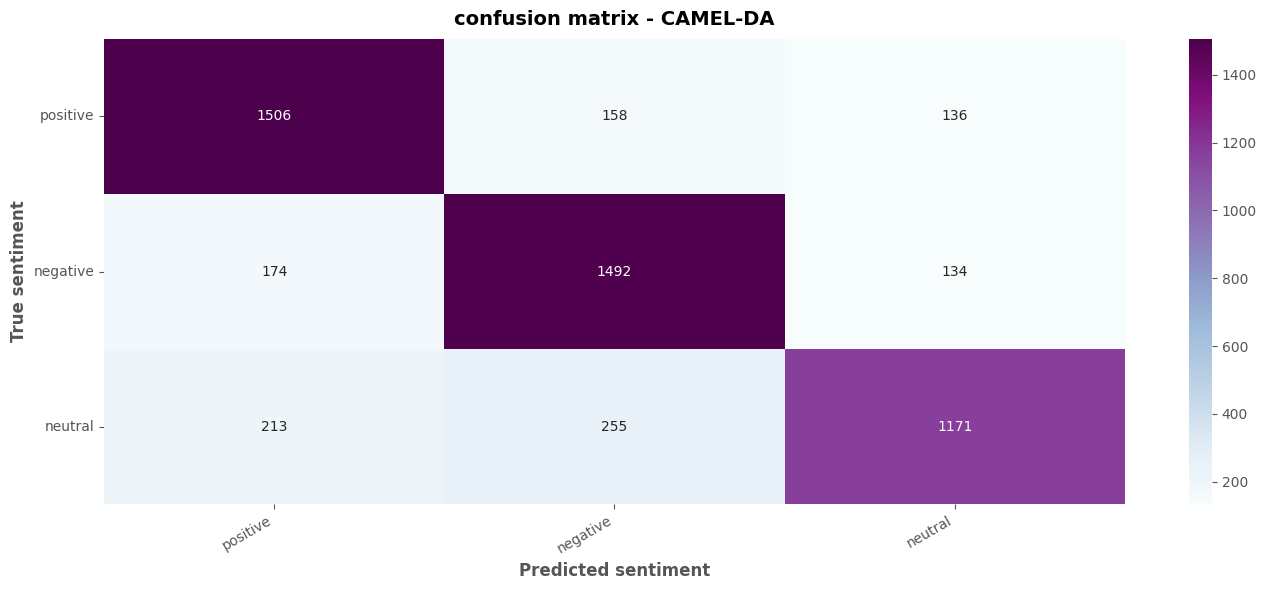 confusion matrix - CAMEL-DA
True sentiment
positive 1506 158 136
negative 174 1492 134
neutral 213 255 1171
positive negative neutral
Predicted sentiment
1400
1200
1000
800
600
400
200